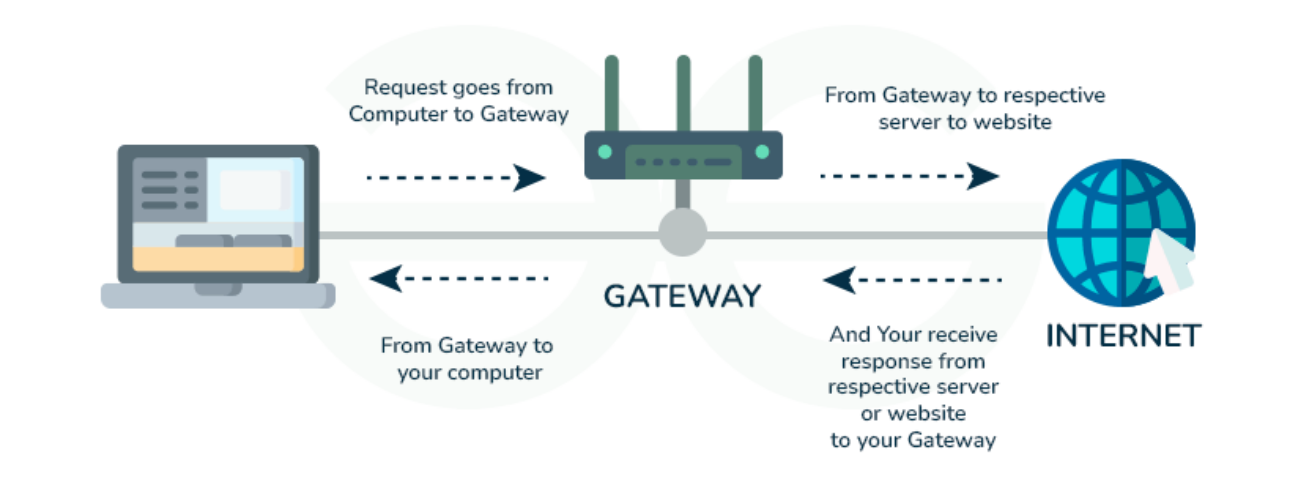 Request goes from
Computer to Gateway
From Gateway to respective
server to website
GATEWAY
INTERNET
From Gateway to
your computer
And Your receive
response from
respective server
or website
to your Gateway